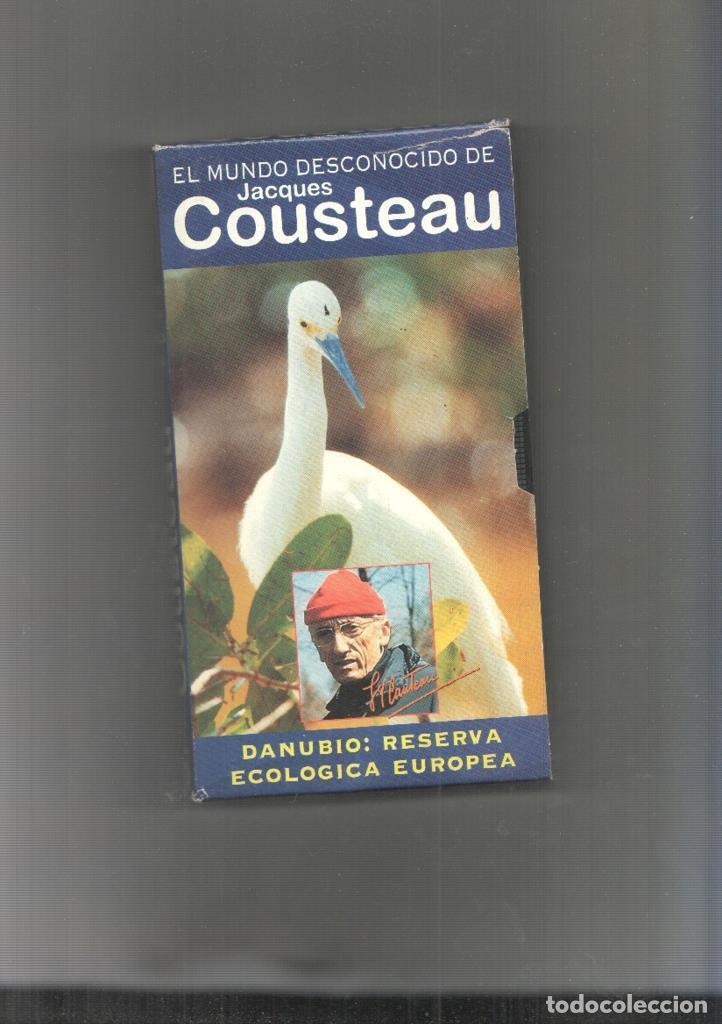 EL MUNDO DESCONOCIDO DE
Jacques
Cousteau
DANUBIO: RESERVA
ECOLOGICA EUROPEA
todocoleccion